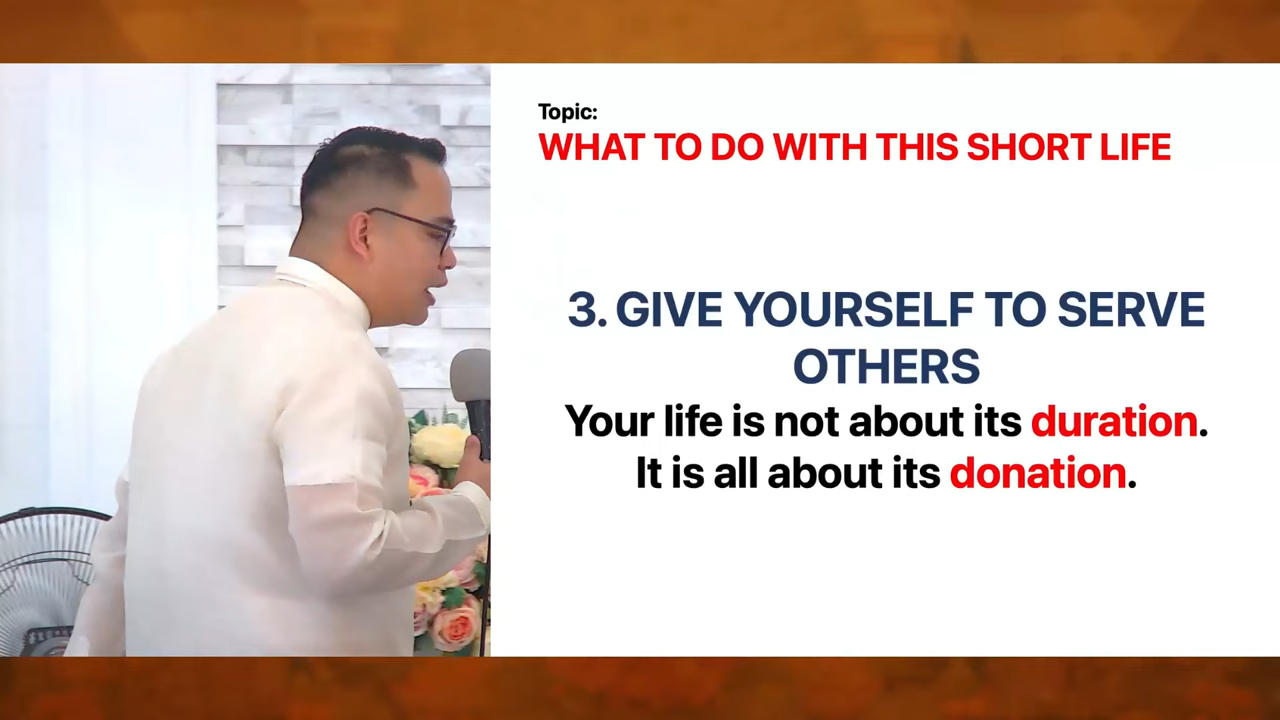 Topic:
WHAT TO DO WITH THIS SHORT LIFE
3. GIVE YOURSELF TO SERVE
OTHERS
Your life is not about its duration.
It is all about its donation.